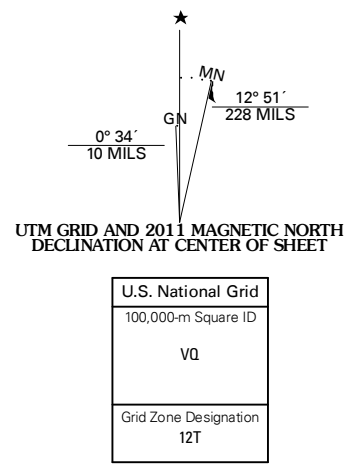 MN
GN
12° 51´
228 MILS
0° 34´
10 MILS
UTM GRID AND 2011 MAGNETIC NORTH
DECLINATION AT CENTER OF SHEET
U.S. National Grid
100,000-m Square ID
VQ
Grid Zone Designation
12T